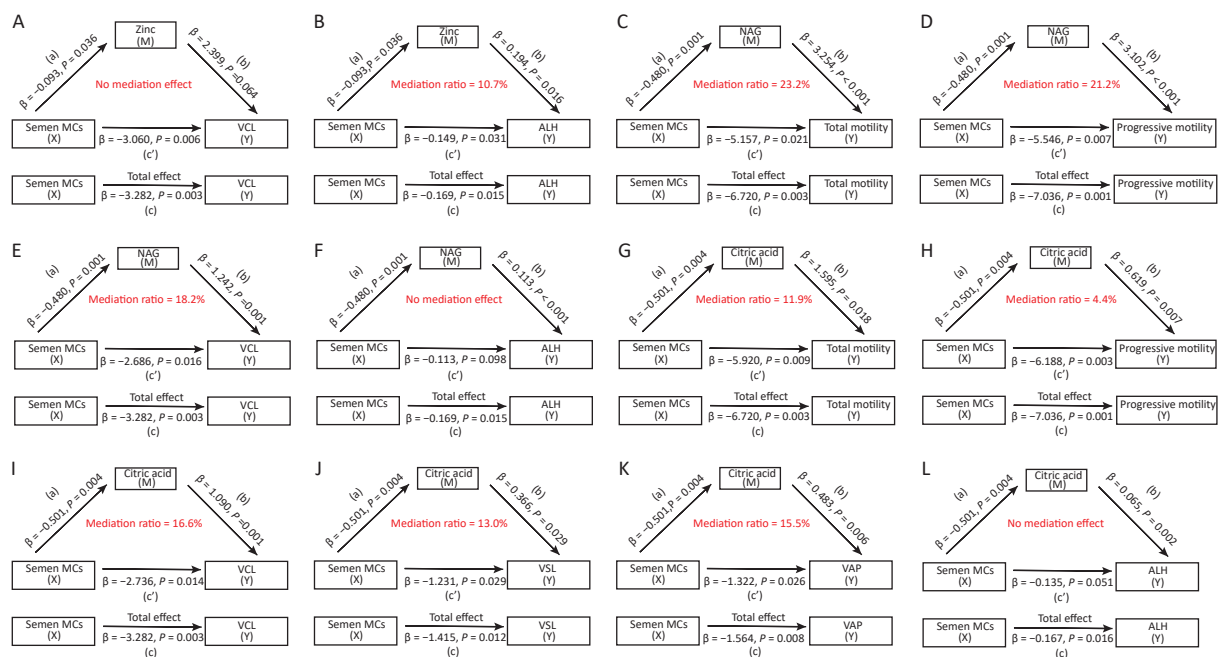 A
Zinc
(M)
(a)
β = −0.093, P = 0.036
(b)
β = 2.399, P =0.064
No mediation effect
Semen MCs
(X)
β = −3.060, P = 0.006
(c’)
VCL
(Y)
Semen MCs
(X)
Total effect
β = −3.282, P = 0.003
(c)
VCL
(Y)
B
Zinc
(M)
(a)
β = −0.093,P = 0.036
(b)
β = 0.194, P = 0.016
Mediation ratio = 10.7%
Semen MCs
(X)
β = −0.149, P = 0.031
(c’)
ALH
(Y)
Semen MCs
(X)
Total effect
β = −0.169, P = 0.015
(c)
ALH
(Y)
C
NAG
(M)
(a)
β = −0.480, P = 0.001
(b)
β = 3.254, P < 0.001
Mediation ratio = 23.2%
Semen MCs
(X)
β = −5.157, P = 0.021
(c’)
Total motility
(Y)
Semen MCs
(X)
Total effect
β = −6.720, P = 0.003
(c)
Total motility
(Y)
D
NAG
(M)
(a)
β = −0.480, P = 0.001
(b)
β = 3.102, P < 0.001
Mediation ratio = 21.2%
Semen MCs
(X)
β = −5.546, P = 0.007
(c’)
Progressive motility
(Y)
Semen MCs
(X)
Total effect
β = −7.036, P = 0.001
(c)
Progressive motility
(Y)
E
NAG
(M)
(a)
β = −0.480, P = 0.001
(b)
β = 1.242, P =0.001
Mediation ratio = 18.2%
Semen MCs
(X)
β = −2.686, P = 0.016
(c’)
VCL
(Y)
Semen MCs
(X)
Total effect
β = −3.282, P = 0.003
(c)
VCL
(Y)
F
NAG
(M)
(a)
β = −0.480, P = 0.001
(b)
β = 0.113, P < 0.001
No mediation effect
Semen MCs
(X)
β = −0.113, P = 0.098
(c’)
ALH
(Y)
Semen MCs
(X)
Total effect
β = −0.169, P = 0.015
(c)
ALH
(Y)
G
Citric acid
(M)
(a)
β = −0.501, P = 0.004
(b)
β = 1.595, P = 0.018
Mediation ratio = 11.9%
Semen MCs
(X)
β = −5.920, P = 0.009
(c’)
Total motility
(Y)
Semen MCs
(X)
Total effect
β = −6.720, P = 0.003
(c)
Total motility
(Y)
H
Citric acid
(M)
(a)
β = −0.501, P = 0.004
(b)
β = 0.619, P = 0.007
Mediation ratio = 4.4%
Semen MCs
(X)
β = −6.188, P = 0.003
(c’)
Progressive motility
(Y)
Semen MCs
(X)
Total effect
β = −7.036, P = 0.001
(c)
Progressive motility
(Y)
I
Citric acid
(M)
(a)
β = −0.501, P = 0.004
(b)
β = 1.090, P =0.001
Mediation ratio = 16.6%
Semen MCs
(X)
β = −2.736, P = 0.014
(c’)
VCL
(Y)
Semen MCs
(X)
Total effect
β = −3.282, P = 0.003
(c)
VCL
(Y)
J
Citric acid
(M)
(a)
β = −0.501, P = 0.004
(b)
β = 0.366, P = 0.029
Mediation ratio = 13.0%
Semen MCs
(X)
β = −1.231, P = 0.029
(c’)
VSL
(Y)
Semen MCs
(X)
Total effect
β = −1.415, P = 0.012
(c)
VSL
(Y)
K
Citric acid
(M)
(a)
β = −0.501,P = 0.004
(b)
β = 0.483, P = 0.006
Mediation ratio = 15.5%
Semen MCs
(X)
β = −1.322, P = 0.026
(c’)
VAP
(Y)
Semen MCs
(X)
Total effect
β = −1.564, P = 0.008
(c)
VAP
(Y)
L
Citric acid
(M)
(a)
β = −0.501, P = 0.004
(b)
β = 0.065, P = 0.002
No mediation effect
Semen MCs
(X)
β = −0.135, P = 0.051
(c’)
ALH
(Y)
Semen MCs
(X)
Total effect
β = −0.167, P = 0.016
(c)
ALH
(Y)